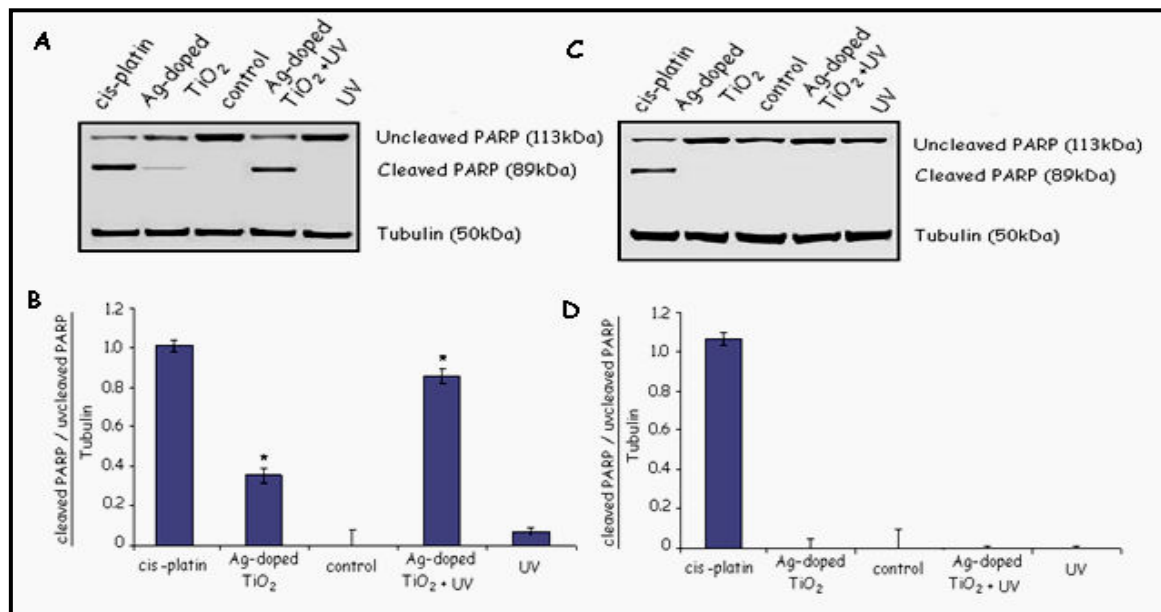 A
cis-platin
Ag-doped
TiO₂
control
Ag-doped
TiO₂+UV
UV
Uncleaved PARP (113kDa)
Cleaved PARP (89kDa)
Tubulin (50kDa)
C
cis-platin
Ag-doped
TiO₂
control
Ag-doped
TiO₂+UV
UV
Uncleaved PARP (113kDa)
Cleaved PARP (89kDa)
Tubulin (50kDa)
B
cleaved PARP / uvcleaved PARP
Tubulin
1.2
1.0
0.8
0.6
0.4
0.2
0
*
*
cis -platin
Ag-doped
TiO₂
control
Ag-doped
TiO₂ + UV
UV
D
cleaved PARP / uvcleaved PARP
Tubulin
1.2
1.0
0.8
0.6
0.4
0.2
0
cis -platin
Ag-doped
TiO₂
control
Ag-doped
TiO₂ + UV
UV